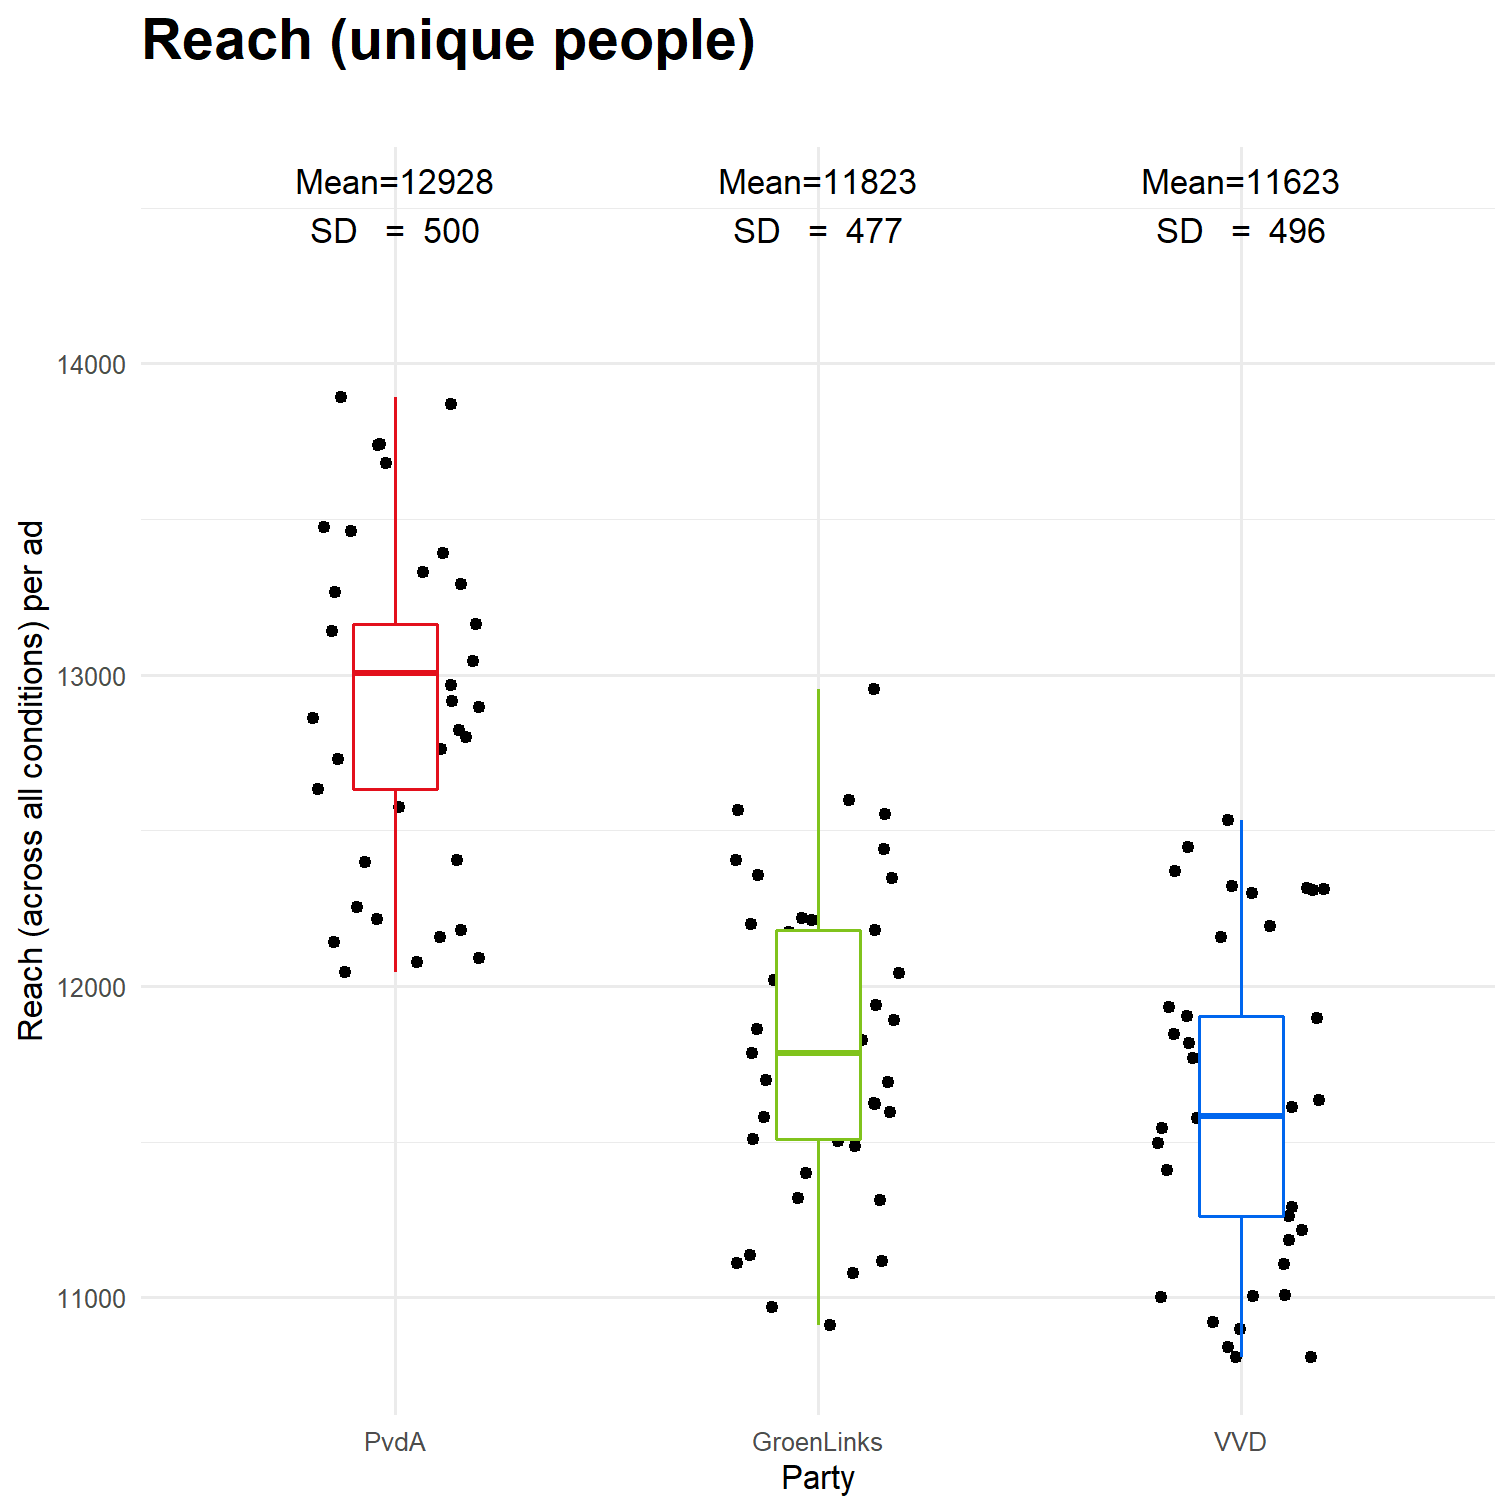 Reach (unique people)
Mean=12928
SD = 500
Mean=11823
SD = 477
Mean=11623
SD = 496
Reach (across all conditions) per ad
14000
13000
12000
11000
PvdA
GroenLinks
VVD
Party